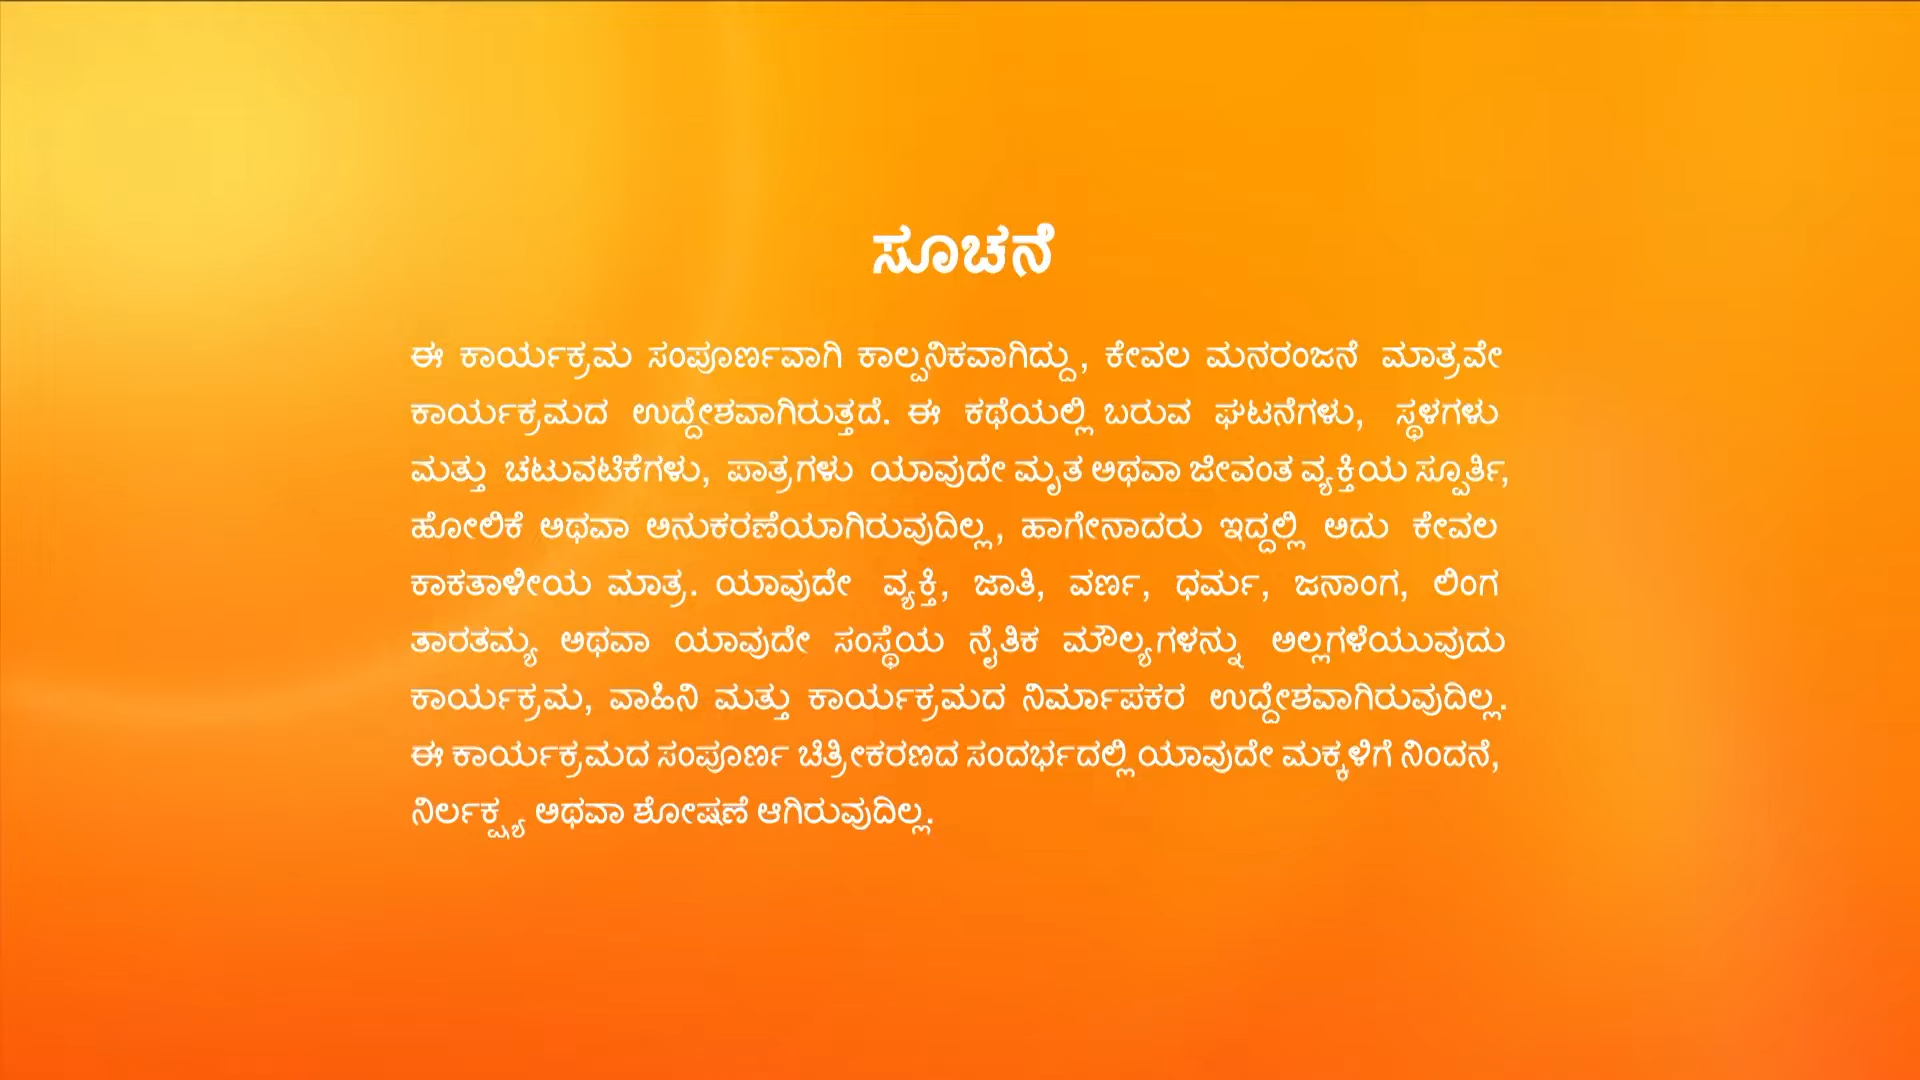 ಸೂಚನೆ
ಈ ಕಾರ್ಯಕ್ರಮ ಸಂಪೂರ್ಣವಾಗಿ ಕಾಲ್ಪನಿಕವಾಗಿದ್ದು, ಕೇವಲ ಮನರಂಜನೆ ಮಾತ್ರವೇ
ಕಾರ್ಯಕ್ರಮದ ಉದ್ದೇಶವಾಗಿರುತ್ತದೆ. ಈ ಕಥೆಯಲ್ಲಿ ಬರುವ ಘಟನೆಗಳು, ಸ್ಥಳಗಳು
ಮತ್ತು ಚಟುವಟಿಕೆಗಳು, ಪಾತ್ರಗಳು ಯಾವುದೇ ಮೃತ ಅಥವಾ ಜೀವಂತ ವ್ಯಕ್ತಿಯ ಸ್ಪೂರ್ತಿ,
ಹೋಲಿಕೆ ಅಥವಾ ಅನುಕರಣೆಯಾಗಿರುವುದಿಲ್ಲ, ಹಾಗೇನಾದರು ಇದ್ದಲ್ಲಿ ಅದು ಕೇವಲ
ಕಾಕತಾಳೀಯ ಮಾತ್ರ. ಯಾವುದೇ ವ್ಯಕ್ತಿ, ಜಾತಿ, ವರ್ಣ, ಧರ್ಮ, ಜನಾಂಗ, ಲಿಂಗ
ತಾರತಮ್ಯ ಅಥವಾ ಯಾವುದೇ ಸಂಸ್ಥೆಯ ನೈತಿಕ ಮೌಲ್ಯಗಳನ್ನು ಅಲ್ಲಗಳೆಯುವುದು
ಕಾರ್ಯಕ್ರಮ, ವಾಹಿನಿ ಮತ್ತು ಕಾರ್ಯಕ್ರಮದ ನಿರ್ಮಾಪಕರ ಉದ್ದೇಶವಾಗಿರುವುದಿಲ್ಲ.
ಈ ಕಾರ್ಯಕ್ರಮದ ಸಂಪೂರ್ಣ ಚಿತ್ರೀಕರಣದ ಸಂದರ್ಭದಲ್ಲಿ ಯಾವುದೇ ಮಕ್ಕಳಿಗೆ ನಿಂದನೆ,
ನಿರ್ಲಕ್ಷ್ಯ ಅಥವಾ ಶೋಷಣೆ ಆಗಿರುವುದಿಲ್ಲ.